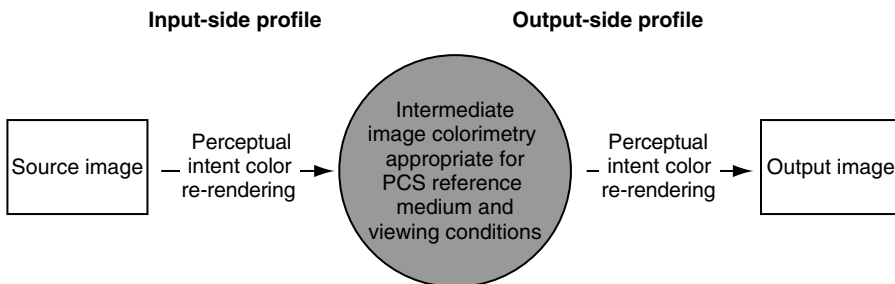 Input-side profile
Output-side profile
Source image
Perceptual
intent color
re-rendering
Intermediate
image colorimetry
appropriate for
PCS reference
medium and
viewing conditions
Perceptual
intent color
re-rendering
Output image